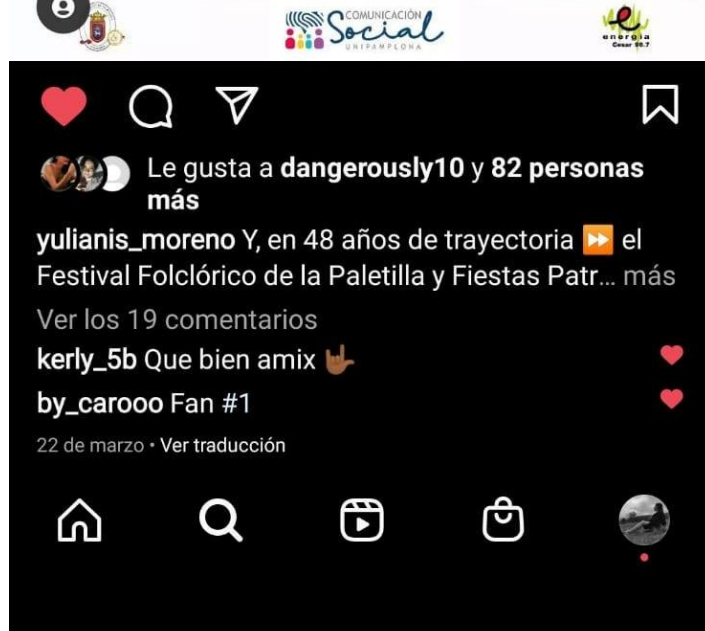 COMUNICACIÓN
Social
UNIPAMPLONA
energía
Cesar 98.7
Le gusta a dangerously10 y 82 personas
más
yulianis_moreno Y, en 48 años de trayectoria ⏩ el
Festival Folclórico de la Paletilla y Fiestas Patr... más
Ver los 19 comentarios
kerly_5b Que bien amix 🤟🏾
by_carooo Fan #1
22 de marzo • Ver traducción